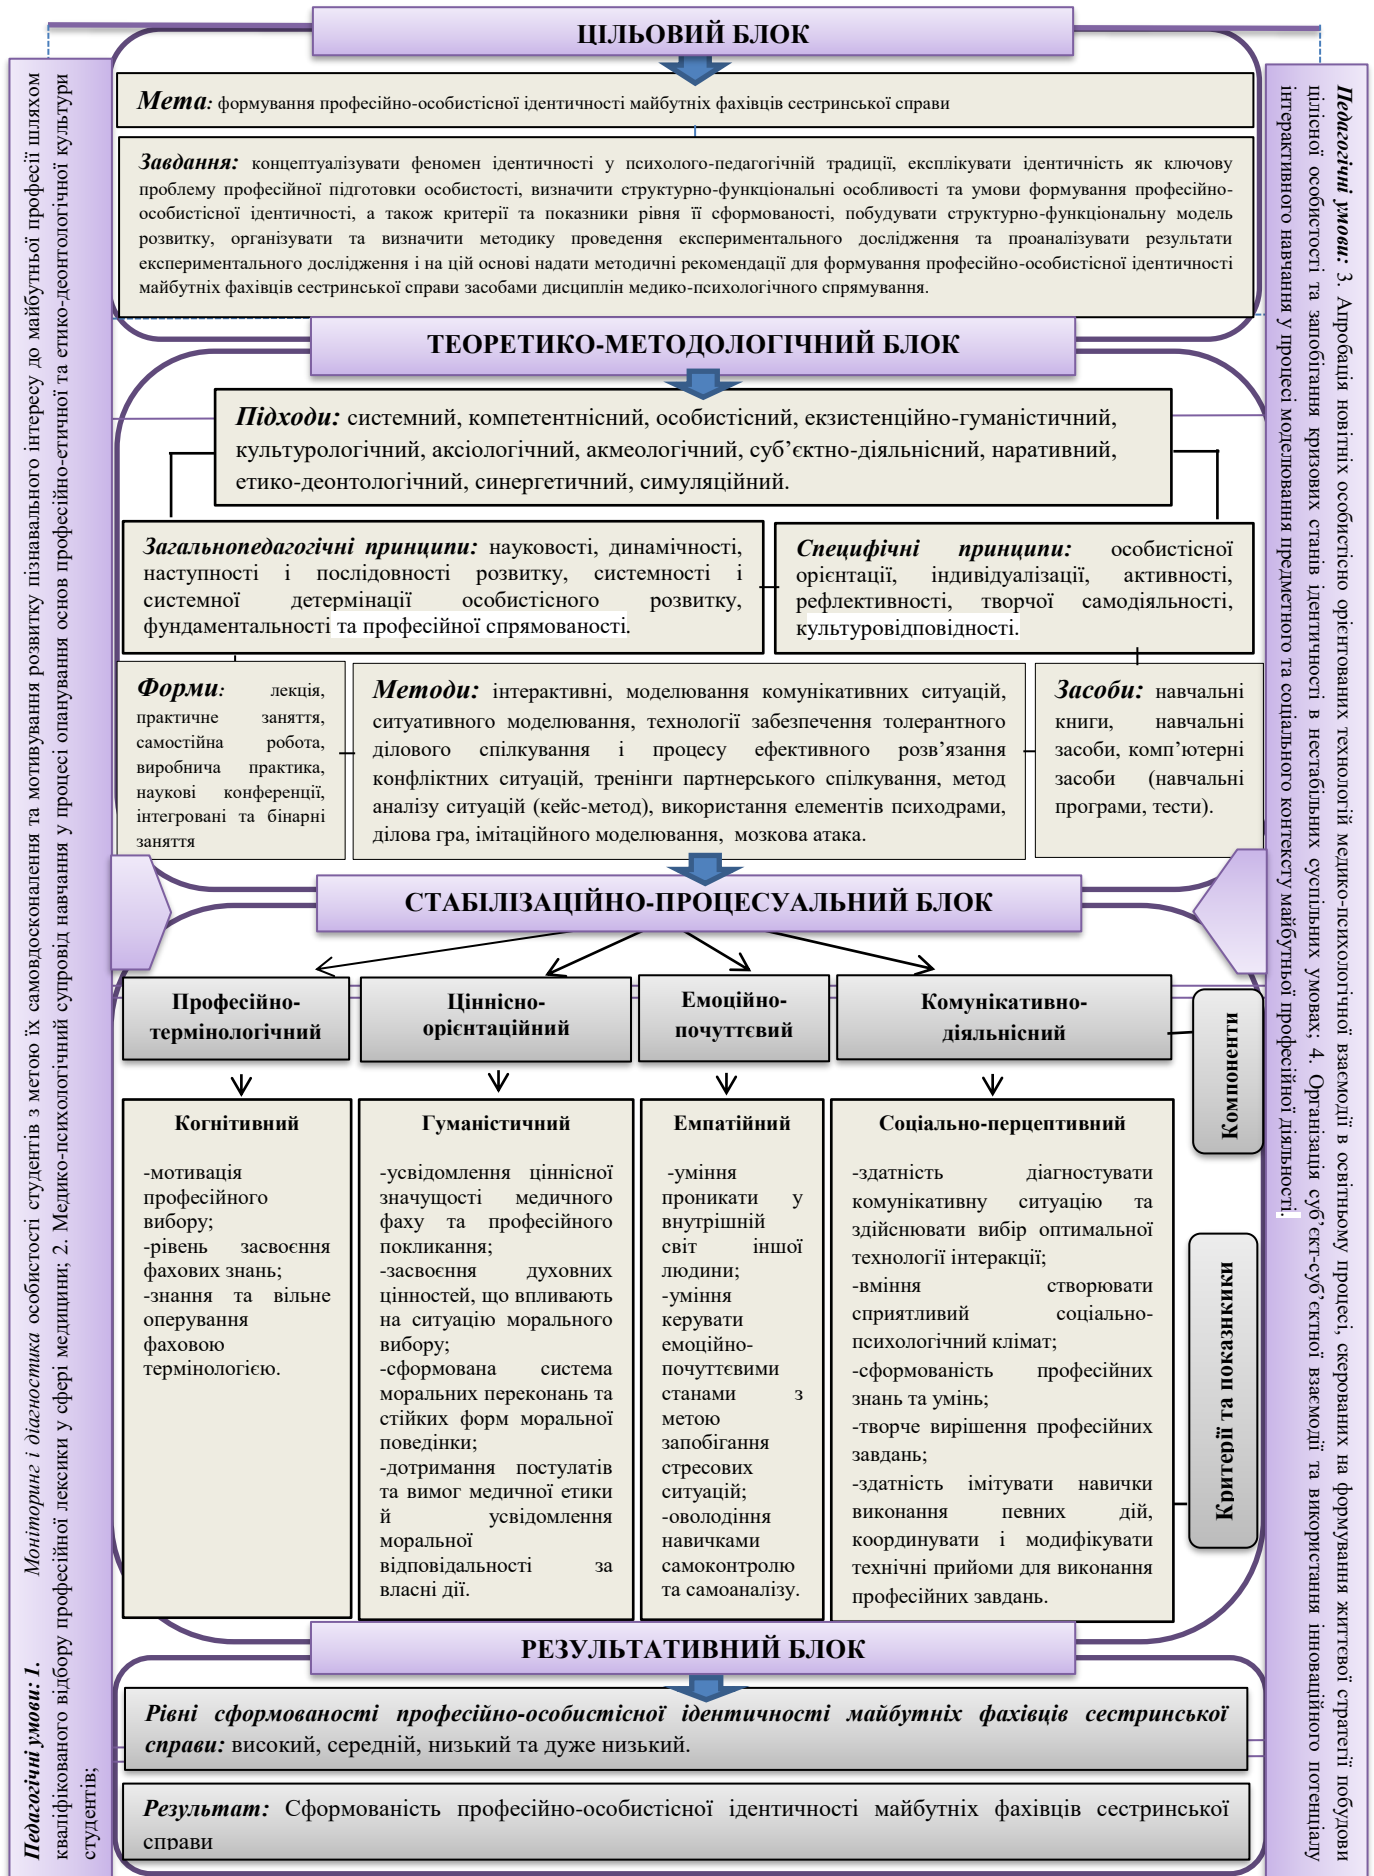 ЦІЛЬОВИЙ БЛОК
Мета: формування професійно-особистісної ідентичності майбутніх фахівців сестринської справи
Завдання: концептуалізувати феномен ідентичності у психолого-педагогічній традиції, експлікувати ідентичність як ключову
проблему професійної підготовки особистості, визначити структурно-функціональні особливості та умови формування професійно-
особистісної ідентичності, а також критерії та показники рівня її сформованості, побудувати структурно-функціональну модель
розвитку, організувати та визначити методику проведення експериментального дослідження та проаналізувати результати
експериментального дослідження і на цій основі надати методичні рекомендації для формування професійно-особистісної ідентичності
майбутніх фахівців сестринської справи засобами дисциплін медико-психологічного спрямування.
ТЕОРЕТИКО-МЕТОДОЛОГІЧНИЙ БЛОК
Підходи: системний, компетентнісний, особистісний, екзистенційно-гуманістичний,
культурологічний, аксіологічний, акмеологічний, суб’єктно-діяльнісний, наративний,
етико-деонтологічний, синергетичний, симуляційний.
Загальнопедагогічні принципи: науковості, динамічності,
наступності і послідовності розвитку, системності і
системної детермінації особистісного розвитку,
фундаментальності та професійної спрямованості.
Специфічні принципи: особистісної
орієнтації, індивідуалізації, активності,
рефлективності, творчої самодіяльності,
культуровідповідності.
Форми: лекція,
практичне заняття,
самостійна робота,
виробнича практика,
наукові конференції,
інтегровані та бінарні
заняття
Методи: інтерактивні, моделювання комунікативних ситуацій,
ситуативного моделювання, технології забезпечення толерантного
ділового спілкування і процесу ефективного розв’язання
конфліктних ситуацій, тренінги партнерського спілкування, метод
аналізу ситуацій (кейс-метод), використання елементів психодрами,
ділова гра, імітаційного моделювання, мозкова атака.
Засоби: навчальні
книги, навчальні
засоби, комп’ютерні
засоби (навчальні
програми, тести).
СТАБІЛІЗАЦІЙНО-ПРОЦЕСУАЛЬНИЙ БЛОК
Професійно-
термінологічний
Ціннісно-
орієнтаційний
Емоційно-
почуттєвий
Комунікативно-
діяльнісний
Компоненти
Когнітивний
-мотивація
професійного
вибору;
-рівень засвоєння
фахових знань;
-знання та вільне
оперування
фаховою
термінологією.
Гуманістичний
-усвідомлення ціннісної
значущості медичного
фаху та професійного
покликання;
-засвоєння духовних
цінностей, що впливають
на ситуацію морального
вибору;
-сформована система
моральних переконань та
стійких форм моральної
поведінки;
-дотримання постулатів
та вимог медичної етики
й усвідомлення
моральної
відповідальності за
власні дії.
Емпатійний
-уміння
проникати у
внутрішній
світ іншої
людини;
-уміння
керувати
емоційно-
почуттєвими
станами з
метою
запобігання
стресових
ситуацій;
-оволодіння
навичками
самоконтролю
та самоаналізу.
Соціально-перцептивний
-здатність діагностувати
комунікативну ситуацію та
здійснювати вибір оптимальної
технології інтеракції;
-вміння створювати
сприятливий соціально-
психологічний клімат;
-сформованість професійних
знань та умінь;
-творче вирішення професійних
завдань;
-здатність імітувати навички
виконання певних дій,
координувати і модифікувати
технічні прийоми для виконання
професійних завдань.
Критерії та показники
РЕЗУЛЬТАТИВНИЙ БЛОК
Рівні сформованості професійно-особистісної ідентичності майбутніх фахівців сестринської
справи: високий, середній, низький та дуже низький.
Результат: Сформованість професійно-особистісної ідентичності майбутніх фахівців сестринської
справи
Педагогічні умови: 1. Моніторинг і діагностика особистості студентів з метою їх самовдосконалення та мотивування розвитку пізнавального інтересу до майбутньої професії шляхом
кваліфікованого відбору професійної лексики у сфері медицини; 2. Медико-психологічний супровід навчання у процесі опанування основ професійно-етичної та етико-деонтологічної культури
студентів;
Педагогічні умови: 3. Апробація новітніх особистісно орієнтованих технологій медико-психологічної взаємодії в освітньому процесі, скерованих на формування життєвої стратегії побудови
цілісної особистості та запобігання кризових станів ідентичності в нестабільних суспільних умовах; 4. Організація суб’єкт-суб’єктної взаємодії та використання інноваційного потенціалу
інтерактивного навчання у процесі моделювання предметного та соціального контексту майбутньої професійної діяльності;